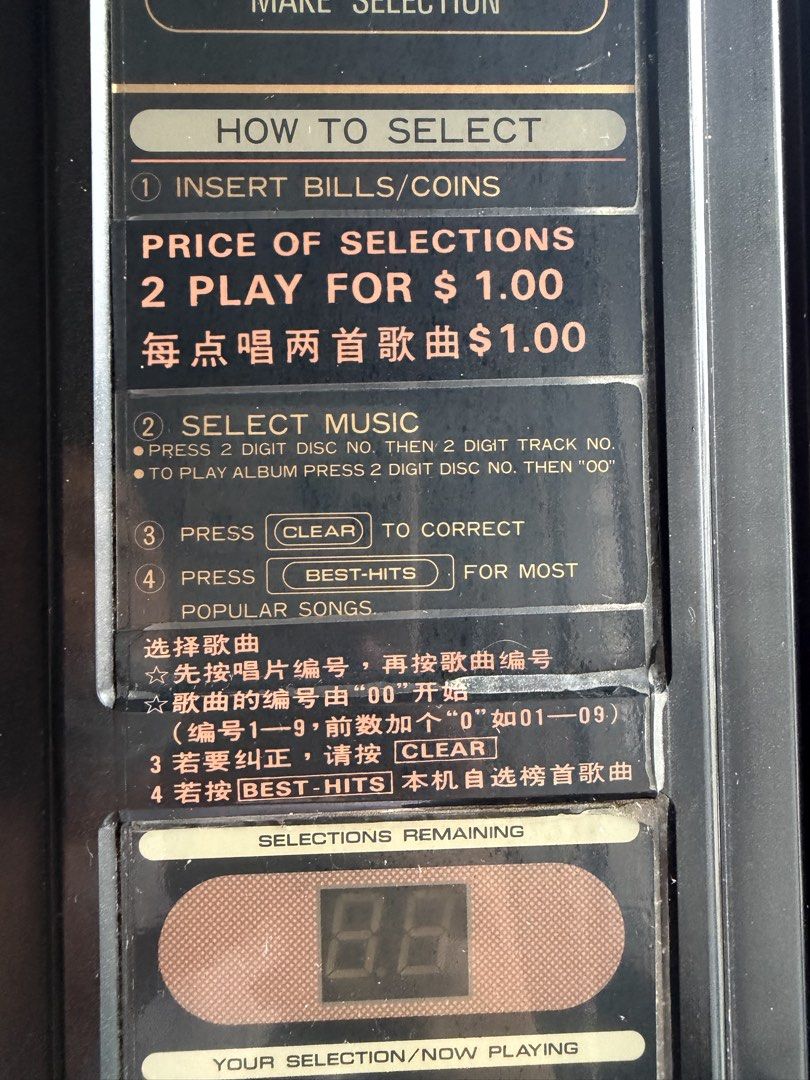 MAKE SELECTION
HOW TO SELECT
① INSERT BILLS/COINS
PRICE OF SELECTIONS
2 PLAY FOR $ 1.00
每点唱两首歌曲$1.00
② SELECT MUSIC
●PRESS 2 DIGIT DISC NO. THEN 2 DIGIT TRACK NO.
●TO PLAY ALBUM PRESS 2 DIGIT DISC NO. THEN "00"
③ PRESS CLEAR TO CORRECT
④ PRESS BEST-HITS FOR MOST
POPULAR SONGS.
选择歌曲
☆先按唱片编号，再按歌曲编号
☆歌曲的编号由“00”开始
（编号1—9，前数加个“0”如01—09）
3 若要纠正，请按 CLEAR
4 若按 BEST-HITS 本机自选榜首歌曲
SELECTIONS REMAINING
YOUR SELECTION/NOW PLAYING